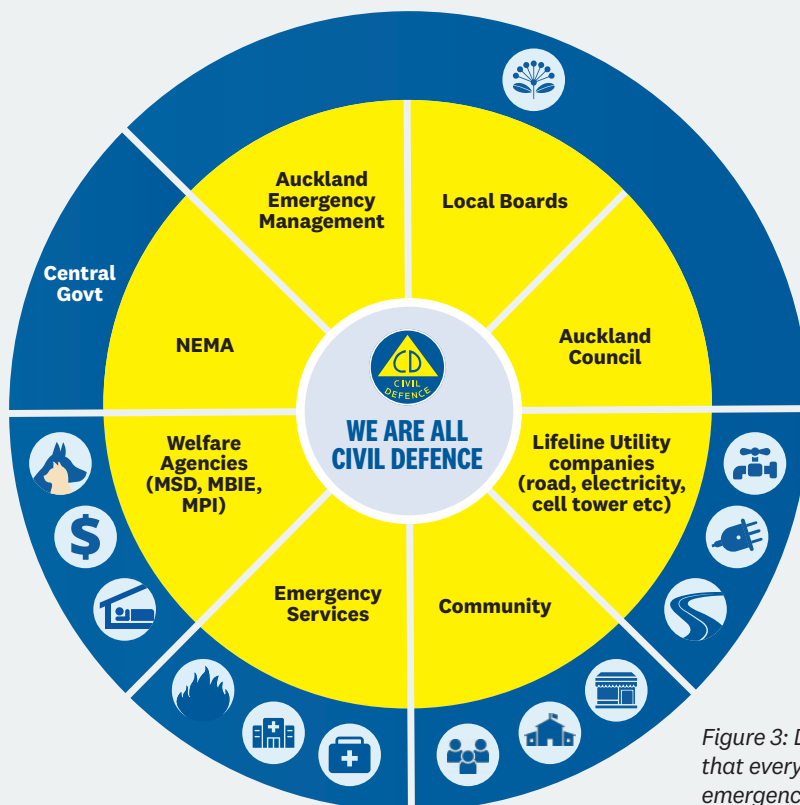 Auckland
Emergency
Management
Local Boards
Central
Govt
NEMA
Auckland
Council
CD
CIVIL
DEFENCE
WE ARE ALL
CIVIL DEFENCE
Welfare
Agencies
(MSD, MBIE,
MPI)
Lifeline Utility
companies
(road, electricity,
cell tower etc)
Emergency
Services
Community
$
Figure 3: D
that every
emergenc